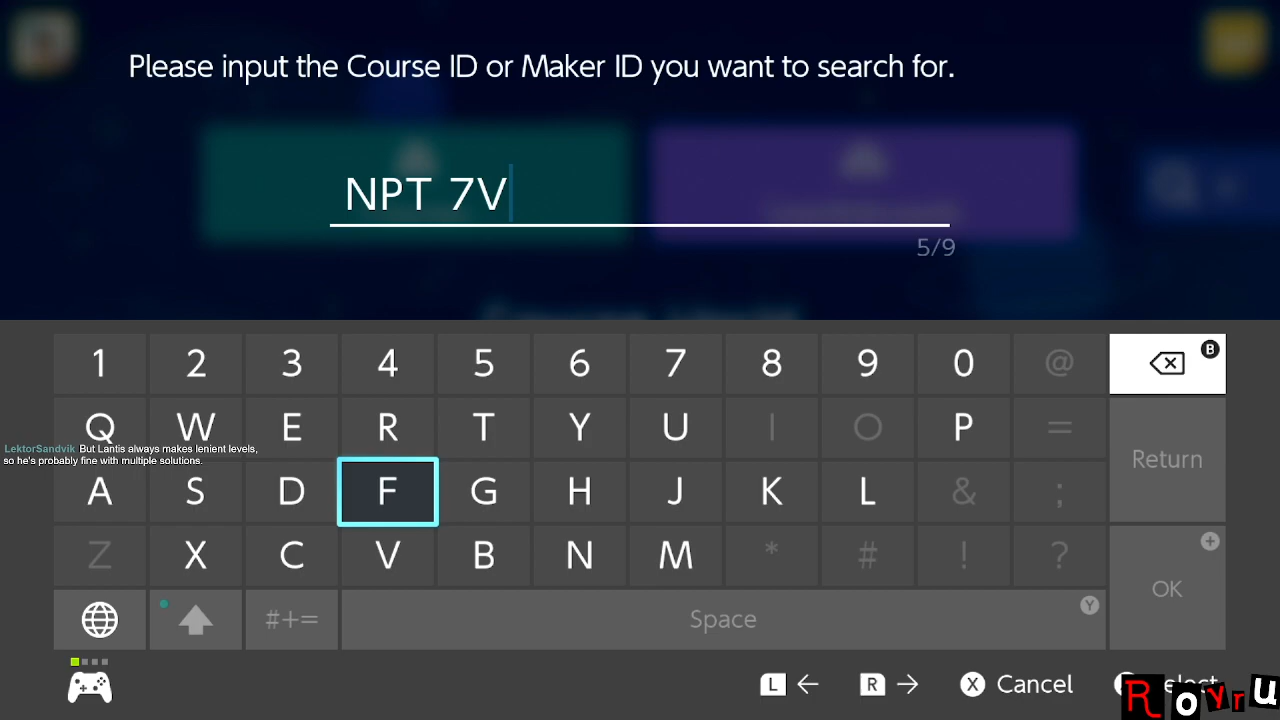 Please input the Course ID or Maker ID you want to search for.
NPT 7V
5/9
1 2 3 4 5 6 7 8 9 0 @ B
Q W E R T Y U I O P = Return
LektorSandvik But Lantis always makes lenient levels,
so he's probably fine with multiple solutions.
A S D F G H J K L & ;
Z X C V B N M * # ! ? + OK
#+= Space Y
L ← R → X Cancel
Royru